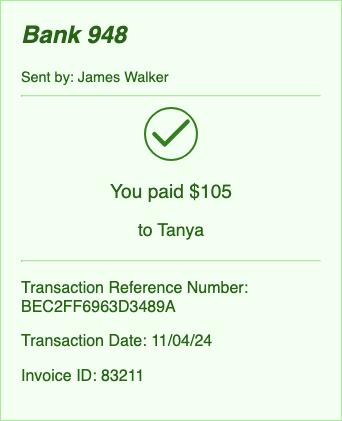 Bank 948
Sent by: James Walker
You paid $105
to Tanya
Transaction Reference Number:
BEC2FF6963D3489A
Transaction Date: 11/04/24
Invoice ID: 83211